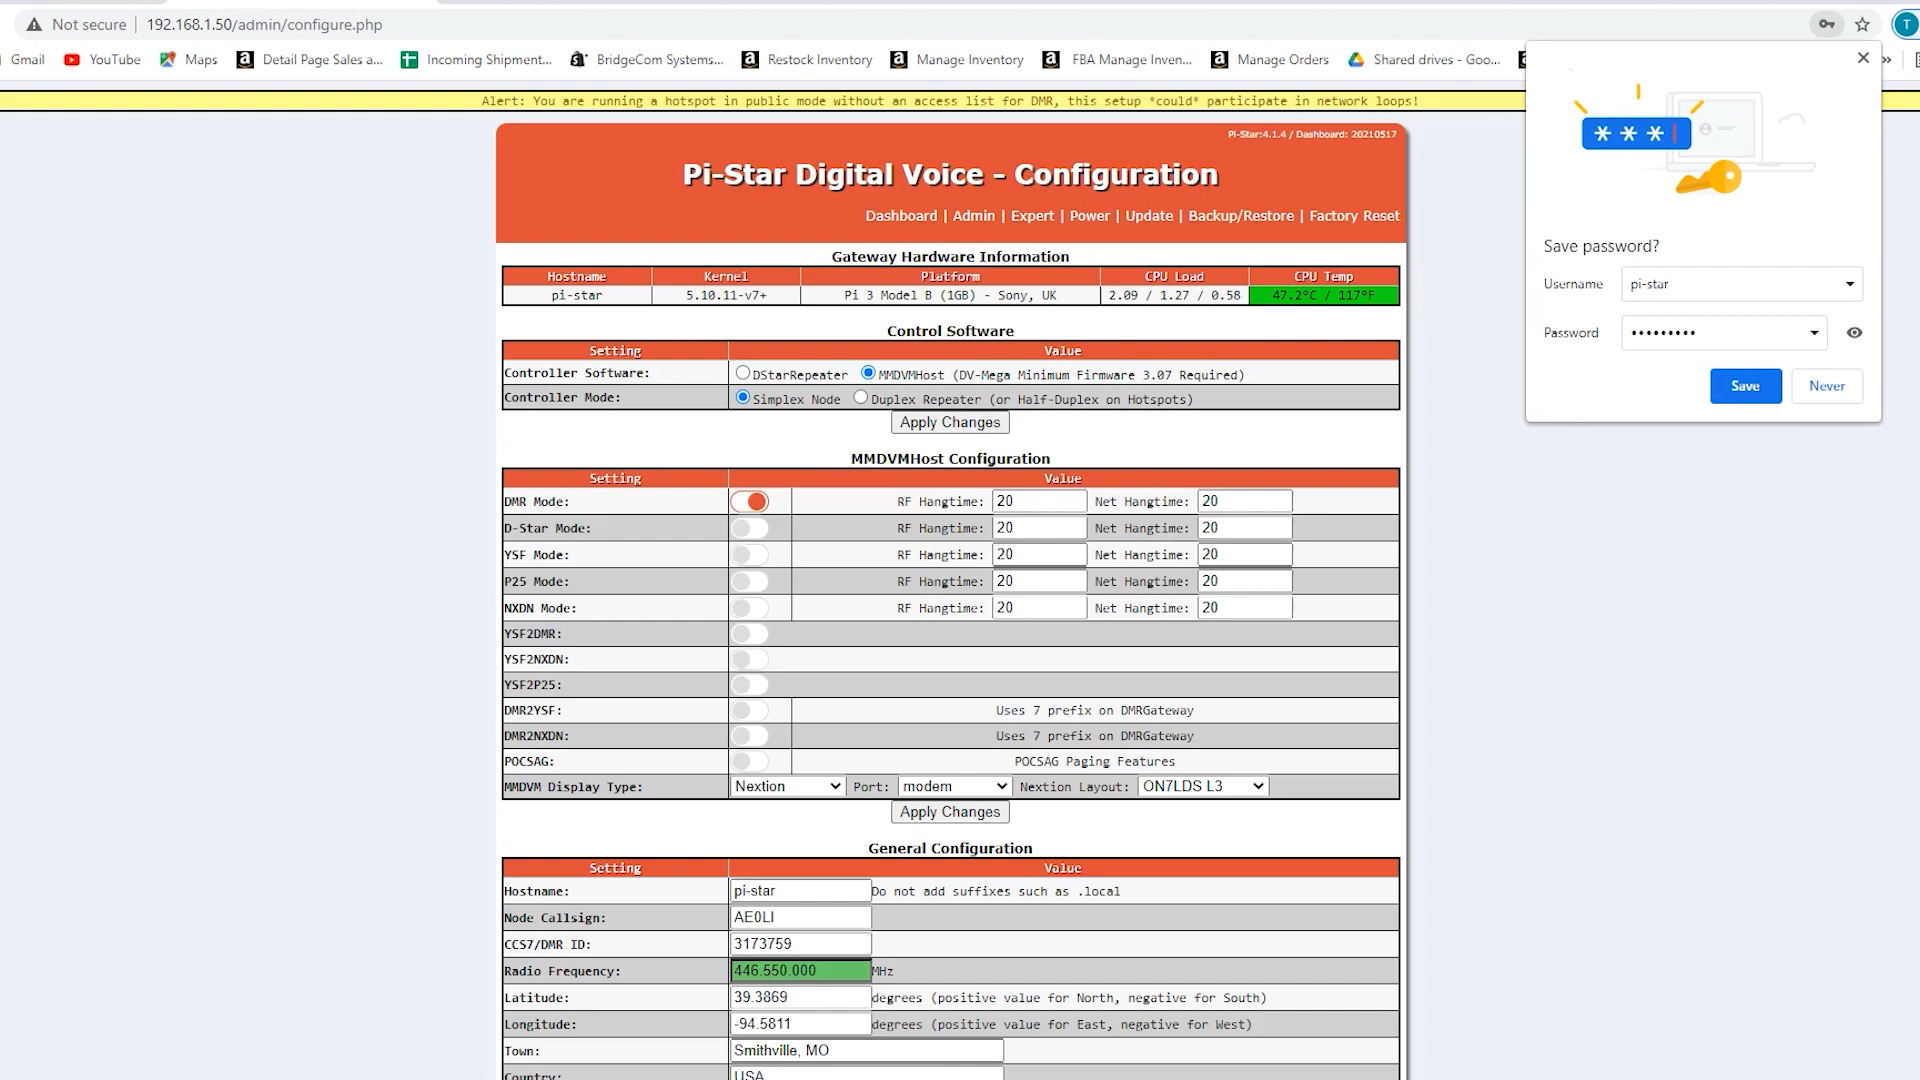 Not secure 192.168.1.50/admin/configure.php T
Gmail YouTube Maps Detail Page Sales a... Incoming Shipment... BridgeCom Systems... Restock Inventory Manage Inventory FBA Manage Inven... Manage Orders Shared drives - Goo... »
Alert: You are running a hotspot in public mode without an access list for DMR, this setup *could* participate in network loops!
Pi-Star:4.1.4 / Dashboard: 20210517
Pi-Star Digital Voice - Configuration
Dashboard | Admin | Expert | Power | Update | Backup/Restore | Factory Reset
Gateway Hardware Information
Hostname Kernel Platform CPU Load CPU Temp
pi-star 5.10.11-v7+ Pi 3 Model B (1GB) - Sony, UK 2.09 / 1.27 / 0.58 47.2°C / 117°F
Control Software
Setting Value
Controller Software: DStarRepeater MMDVMHost (DV-Mega Minimum Firmware 3.07 Required)
Controller Mode: Simplex Node Duplex Repeater (or Half-Duplex on Hotspots)
Apply Changes
MMDVMHost Configuration
Setting Value
DMR Mode: RF Hangtime: 20 Net Hangtime: 20
D-Star Mode: RF Hangtime: 20 Net Hangtime: 20
YSF Mode: RF Hangtime: 20 Net Hangtime: 20
P25 Mode: RF Hangtime: 20 Net Hangtime: 20
NXDN Mode: RF Hangtime: 20 Net Hangtime: 20
YSF2DMR:
YSF2NXDN:
YSF2P25:
DMR2YSF: Uses 7 prefix on DMRGateway
DMR2NXDN: Uses 7 prefix on DMRGateway
POCSAG: POCSAG Paging Features
MMDVM Display Type: Nextion Port: modem Nextion Layout: ON7LDS L3
Apply Changes
General Configuration
Setting Value
Hostname: pi-star Do not add suffixes such as .local
Node Callsign: AE0LI
CCS7/DMR ID: 3173759
Radio Frequency: 446.550.000 MHz
Latitude: 39.3869 degrees (positive value for North, negative for South)
Longitude: -94.5811 degrees (positive value for East, negative for West)
Town: Smithville, MO
Country: USA
* * *
Save password?
Username pi-star
Password •••••••••
Save Never